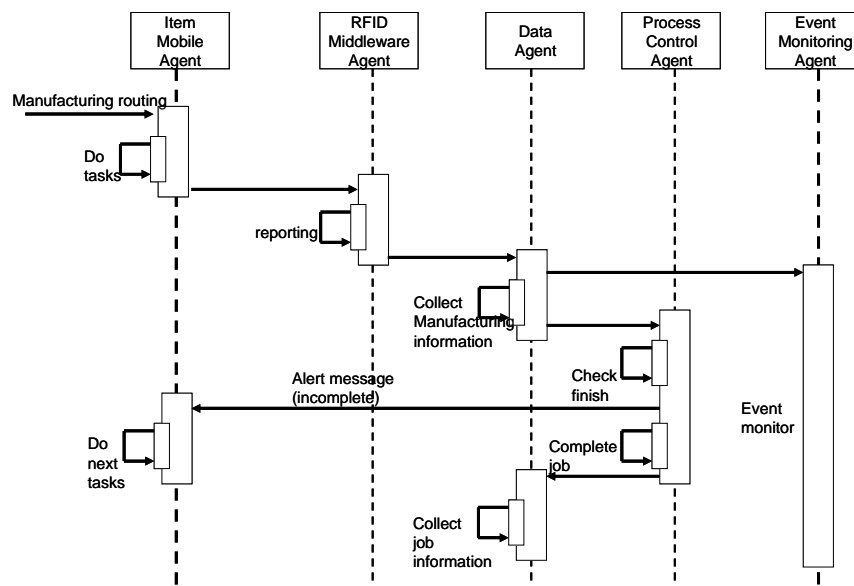 Item
Mobile
Agent
RFID
Middleware
Agent
Data
Agent
Process
Control
Agent
Event
Monitoring
Agent
Manufacturing routing
Do
tasks
reporting
Collect
Manufacturing
information
Check
finish
Alert message
(incomplete)
Event
monitor
Do
next
tasks
Complete
job
Collect
job
information